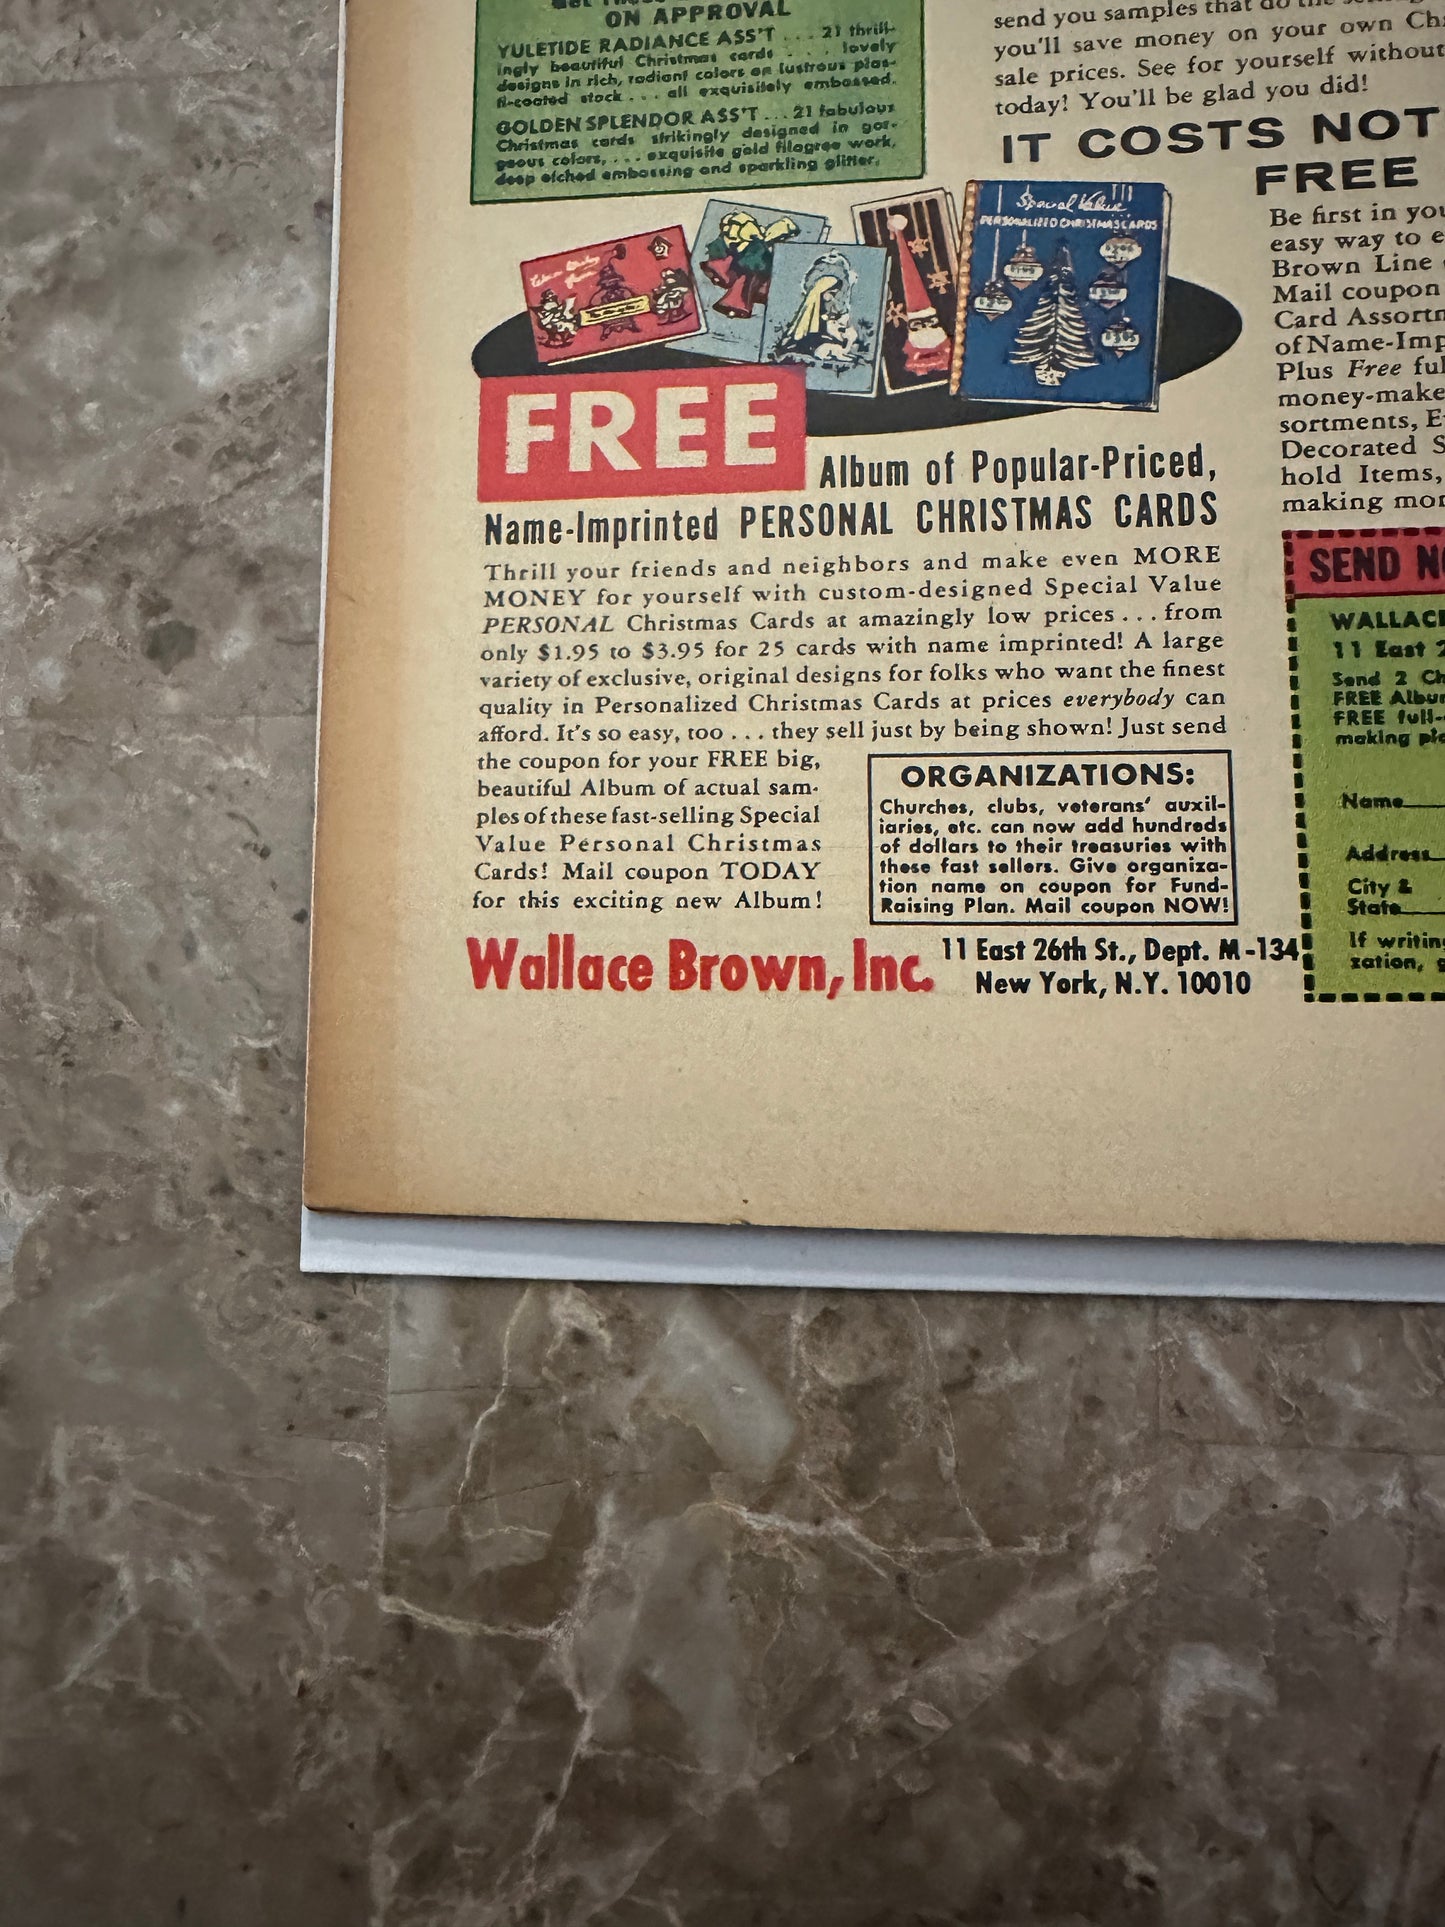 ON APPROVAL
YULETIDE RADIANCE ASS'T . . . 21 thrill-
ingly beautiful Christmas cards . . . lovely
designs in rich, radiant colors on lustrous plas-
ti-coated stock . . . all exquisitely embossed.
GOLDEN SPLENDOR ASS'T . . . 21 fabulous
Christmas cards strikingly designed in gor-
geous colors, . . . exquisite gold filagree work,
deep etched embossing and sparkling glitter.
send you samples that do the
you'll save money on your own
sale prices. See for yourself without
today! You'll be glad you did!
IT COSTS NOT
FREE
Special Value
PERSONALIZED CHRISTMAS CARDS
FREE
Album of Popular-Priced,
Name-Imprinted PERSONAL CHRISTMAS CARDS
Thrill your friends and neighbors and make even MORE
MONEY for yourself with custom-designed Special Value
PERSONAL Christmas Cards at amazingly low prices . . . from
only $1.95 to $3.95 for 25 cards with name imprinted! A large
variety of exclusive, original designs for folks who want the finest
quality in Personalized Christmas Cards at prices everybody can
afford. It's so easy, too . . . they sell just by being shown! Just send
the coupon for your FREE big,
beautiful Album of actual sam-
ples of these fast-selling Special
Value Personal Christmas
Cards! Mail coupon TODAY
for this exciting new Album!
ORGANIZATIONS:
Churches, clubs, veterans' auxil-
iaries, etc. can now add hundreds
of dollars to their treasuries with
these fast sellers. Give organiza-
tion name on coupon for Fund-
Raising Plan. Mail coupon NOW!
Wallace Brown, Inc.
11 East 26th St., Dept. M-134
New York, N.Y. 10010
Be first in
easy way to
Brown Line
Mail coupon
Card
of Name-Imp
Plus Free ful
money-make
sortments,
Decorated S
hold Items,
making
SEND
WALLAC
11 East 2
Send 2 Ch
FREE Albu
FREE full-
making
Name
Address
City &
State
If writin
zation,